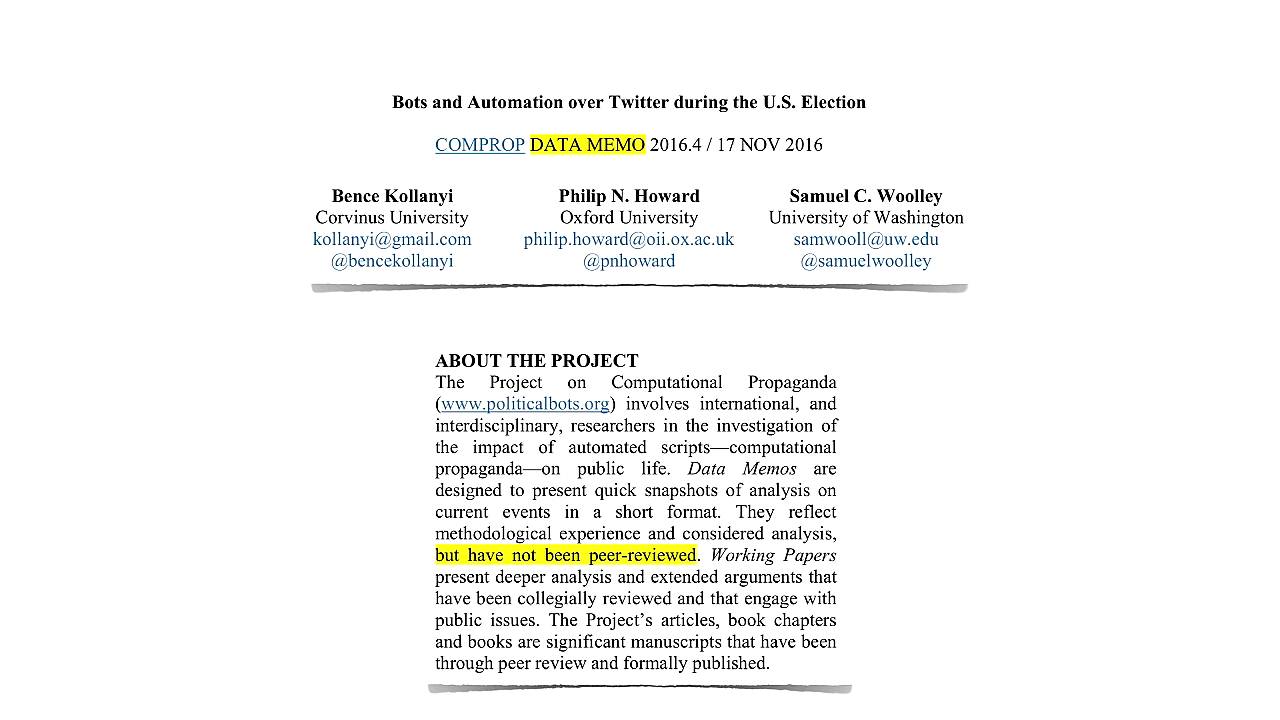 Bots and Automation over Twitter during the U.S. Election
COMPROP DATA MEMO 2016.4 / 17 NOV 2016
Bence Kollanyi Philip N. Howard Samuel C. Woolley
Corvinus University Oxford University University of Washington
kollanyi@gmail.com philip.howard@oii.ox.ac.uk samwooll@uw.edu
@bencekollanyi @pnhoward @samuelwoolley
ABOUT THE PROJECT
The Project on Computational Propaganda
(www.politicalbots.org) involves international, and
interdisciplinary, researchers in the investigation of
the impact of automated scripts—computational
propaganda—on public life. Data Memos are
designed to present quick snapshots of analysis on
current events in a short format. They reflect
methodological experience and considered analysis,
but have not been peer-reviewed. Working Papers
present deeper analysis and extended arguments that
have been collegially reviewed and that engage with
public issues. The Project's articles, book chapters
and books are significant manuscripts that have been
through peer review and formally published.